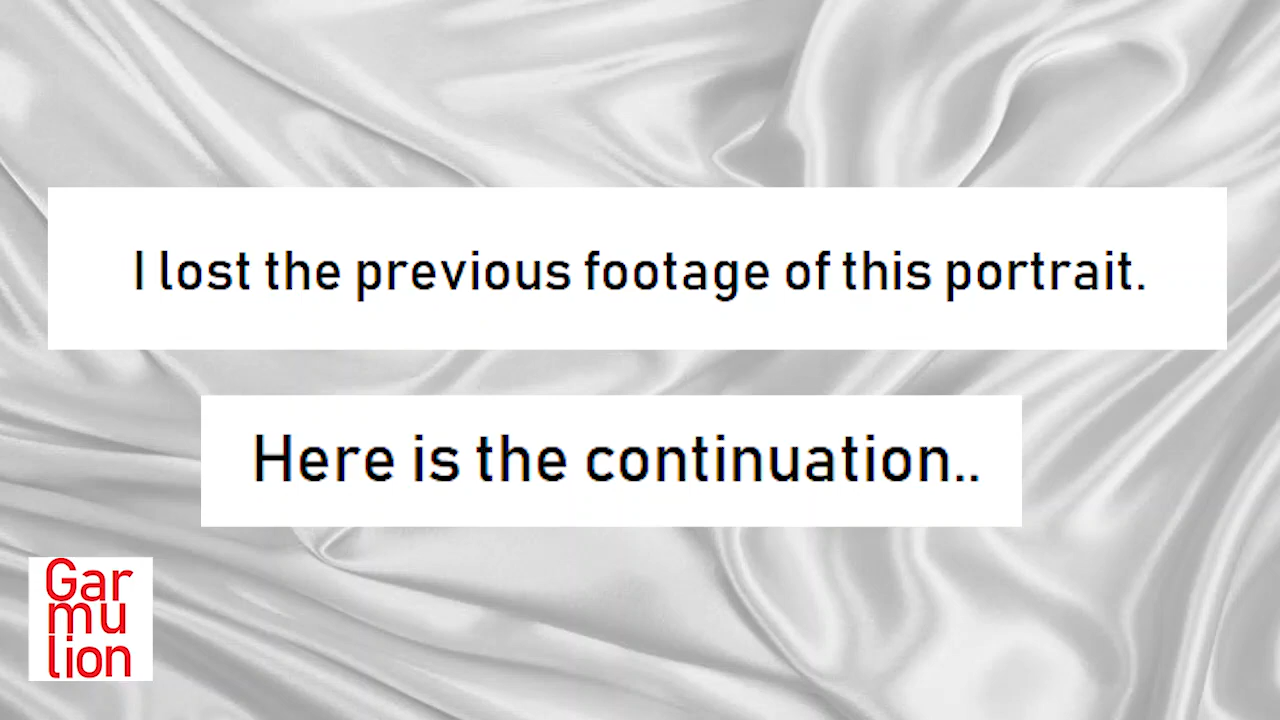 I lost the previous footage of this portrait.
Here is the continuation..
Gar
mu
lion